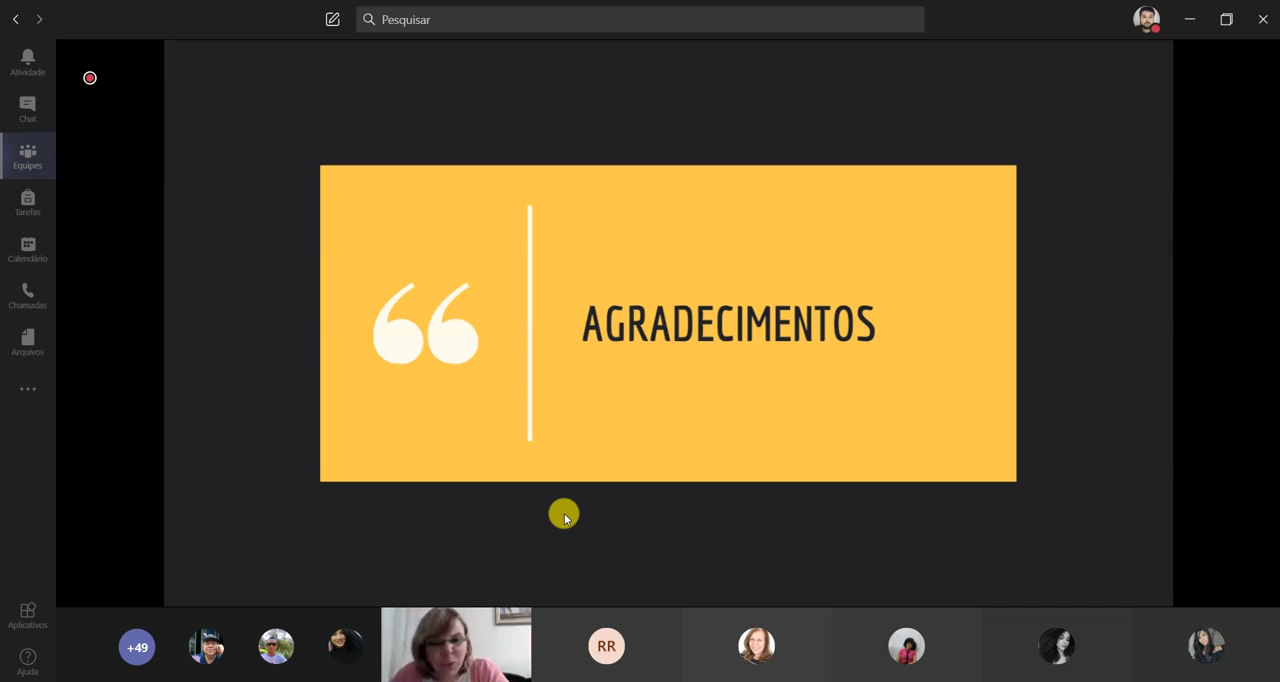 Pesquisar
Atividade
Chat
Equipes
Tarefas
Calendário
Chamadas
Arquivos
Aplicativos
Ajuda
“
AGRADECIMENTOS
+49
RR